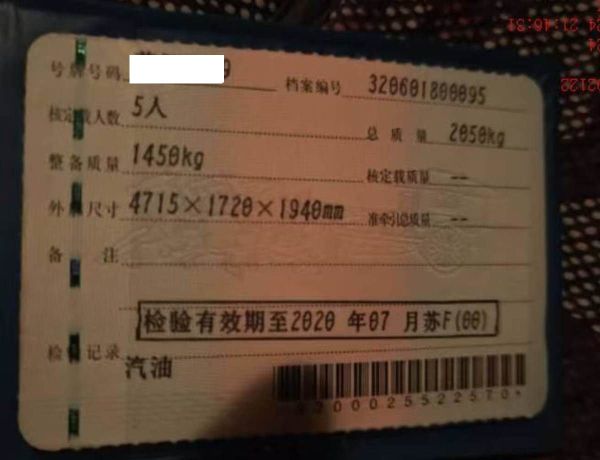 号牌号码 9 档案编号 320601800095
核定载人数 5人 总质量 2050kg
整备质量 1450kg 核定载质量 --
外廓尺寸 4715×1720×1940mm 准牵引总质量 --
备注
检验有效期至2020 年07 月苏F(00)
检验记录
汽油